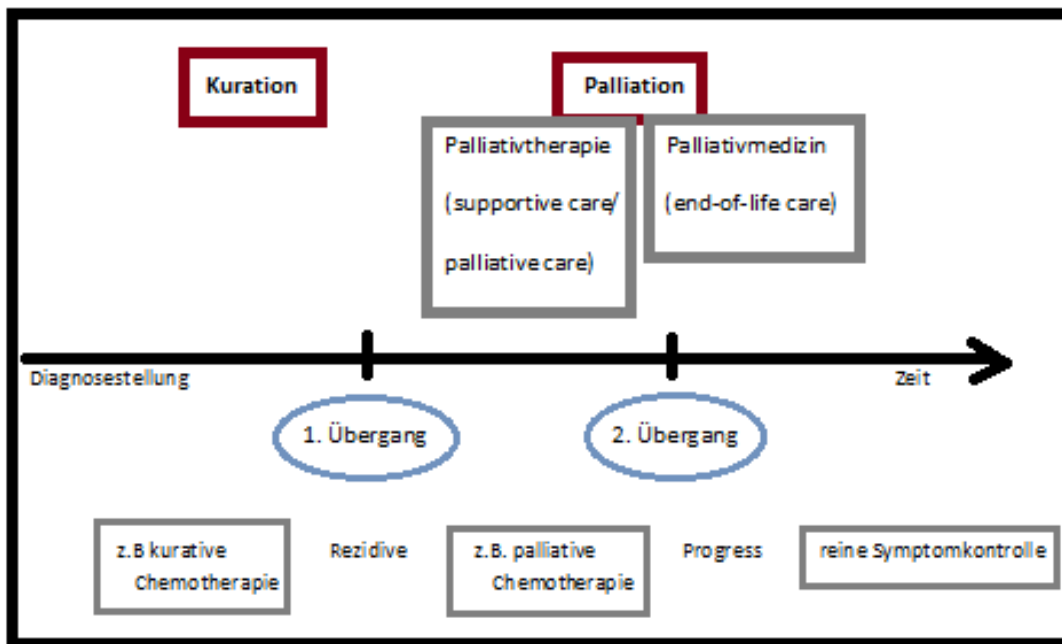 Kuration
Palliation
Palliativtherapie
(supportive care/
palliative care)
Palliativmedizin
(end-of-life care)
Diagnosestellung
Zeit
1. Übergang
2. Übergang
z.B kurative
Chemotherapie
Rezidive
z.B. palliative
Chemotherapie
Progress
reine Symptomkontrolle